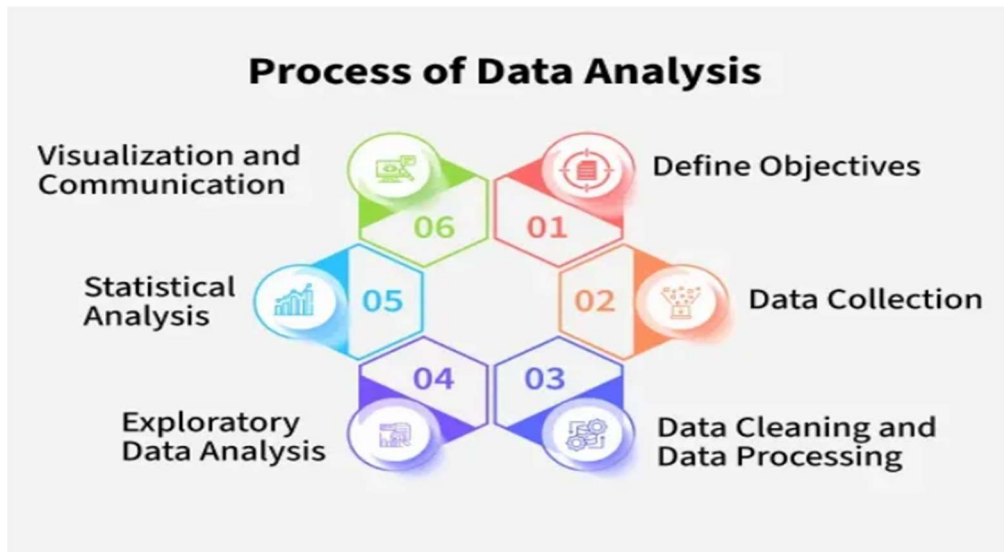 Process of Data Analysis
01
Define Objectives
02
Data Collection
03
Data Cleaning and
Data Processing
04
Exploratory
Data Analysis
05
Statistical
Analysis
06
Visualization and
Communication